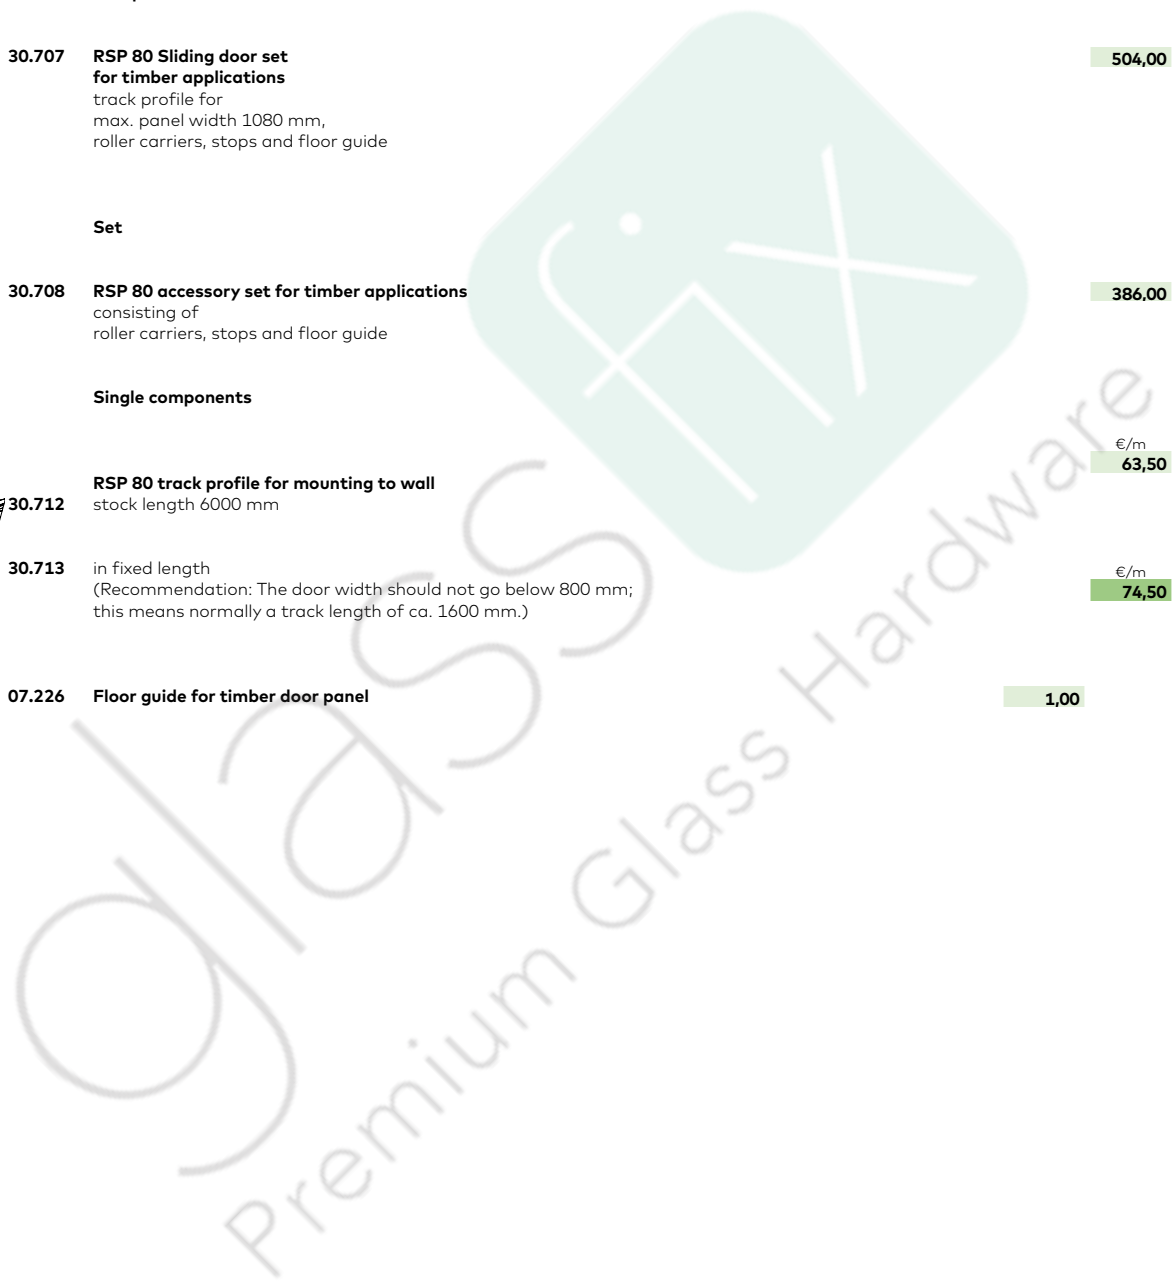 30.707 RSP 80 Sliding door set 504,00
for timber applications
track profile for
max. panel width 1080 mm,
roller carriers, stops and floor guide
Set
30.708 RSP 80 accessory set for timber applications 386,00
consisting of
roller carriers, stops and floor guide
Single components
€/m
63,50
RSP 80 track profile for mounting to wall
30.712 stock length 6000 mm
30.713 in fixed length €/m
(Recommendation: The door width should not go below 800 mm; 74,50
this means normally a track length of ca. 1600 mm.)
07.226 Floor guide for timber door panel 1,00
glassfix
Premium Glass Hardware